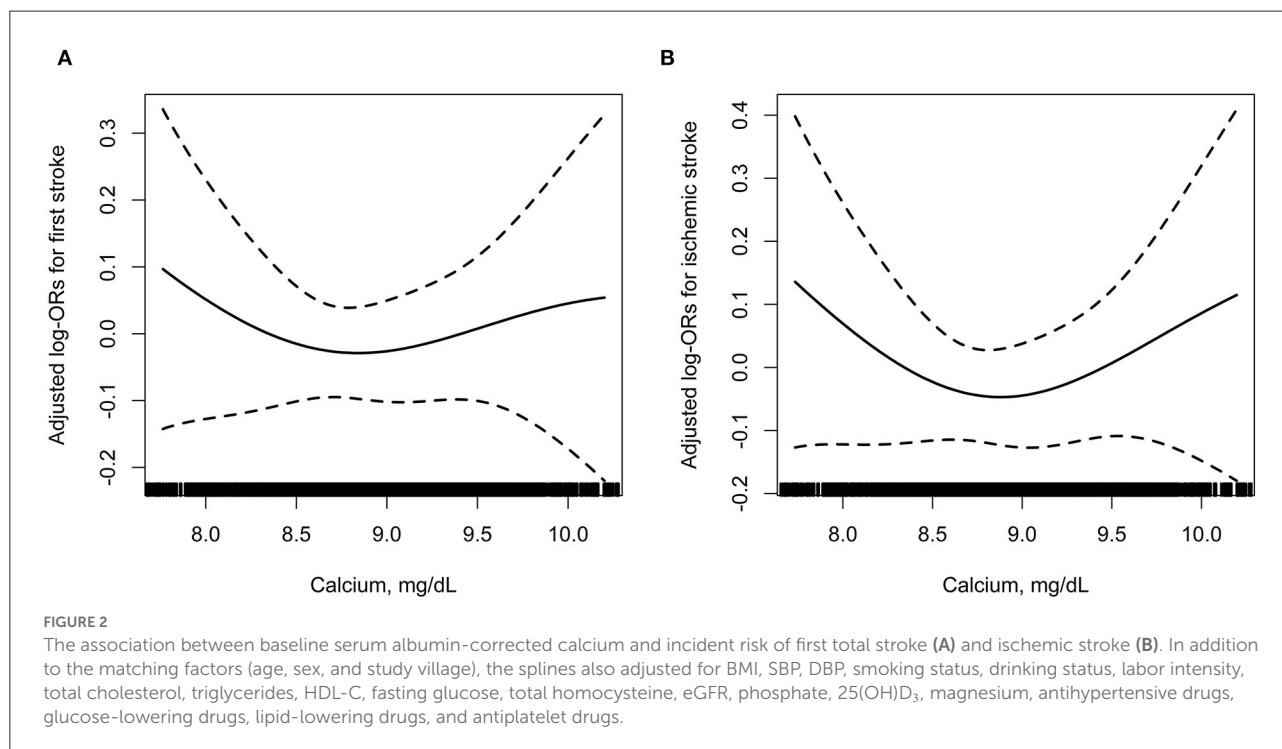 A
Adjusted log-ORs for first stroke
0.3
0.2
0.1
0.0
-0.1
-0.2
8.0 8.5 9.0 9.5 10.0
Calcium, mg/dL
B
Adjusted log-ORs for ischemic stroke
0.4
0.3
0.2
0.1
0.0
-0.1
-0.2
8.0 8.5 9.0 9.5 10.0
Calcium, mg/dL
FIGURE 2
The association between baseline serum albumin-corrected calcium and incident risk of first total stroke (A) and ischemic stroke (B). In addition
to the matching factors (age, sex, and study village), the splines also adjusted for BMI, SBP, DBP, smoking status, drinking status, labor intensity,
total cholesterol, triglycerides, HDL-C, fasting glucose, total homocysteine, eGFR, phosphate, 25(OH)D₃, magnesium, antihypertensive drugs,
glucose-lowering drugs, lipid-lowering drugs, and antiplatelet drugs.